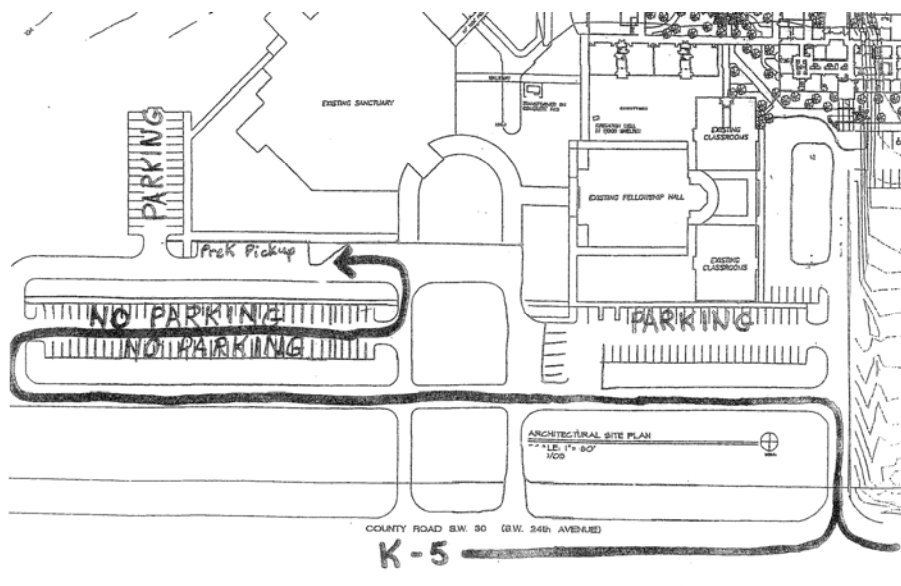 EXISTING SANCTUARY
EXISTING CLASSROOMS
PARKING
EXISTING FELLOWSHIP HALL
PreK Pickup
EXISTING CLASSROOMS
NO PARKING
PARKING
NO PARKING
ARCHITECTURAL SITE PLAN
COUNTY ROAD S.W. 30 (S.W. 24th AVENUE)
K-5